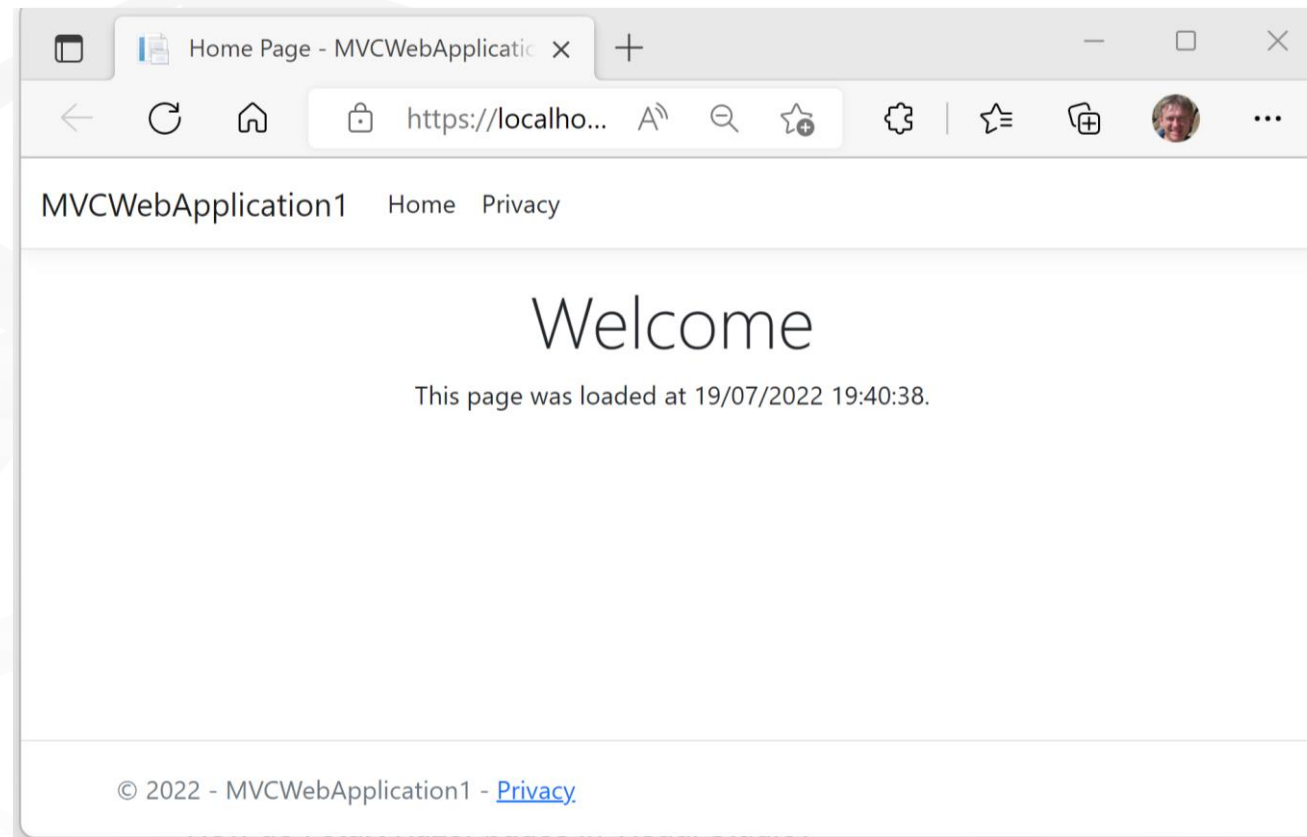 Home Page - MVCWebApplicatic
https://localho...
MVCWebApplication1 Home Privacy
Welcome
This page was loaded at 19/07/2022 19:40:38.
© 2022 - MVCWebApplication1 - Privacy